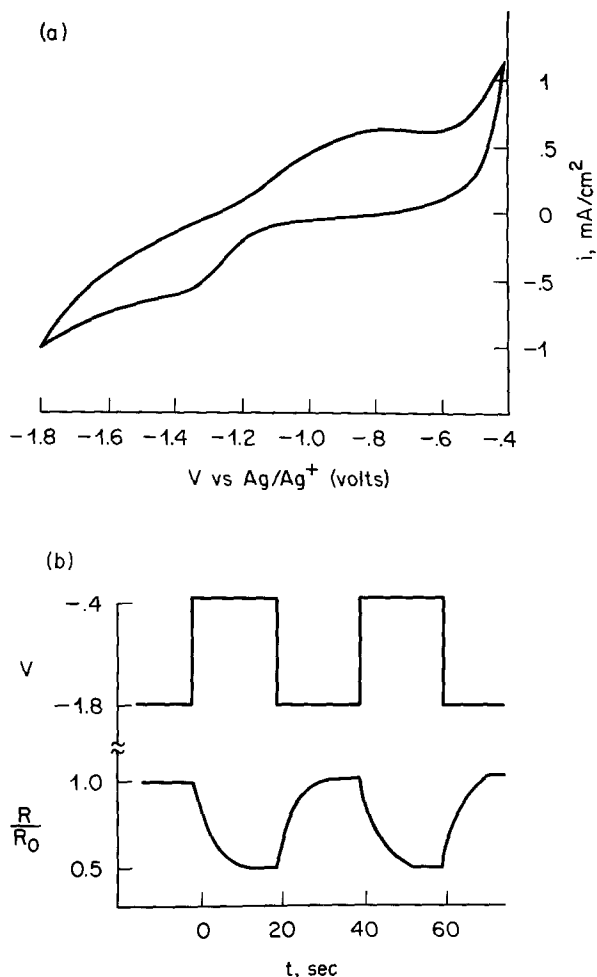 (a)
1
.5
0
-.5
-1
i, mA/cm²
-1.8 -1.6 -1.4 -1.2 -1.0 -.8 -.6 -.4
V vs Ag/Ag⁺ (volts)
(b)
-.4
V
-1.8
≈
1.0
R/R₀
0.5
0 20 40 60
t, sec